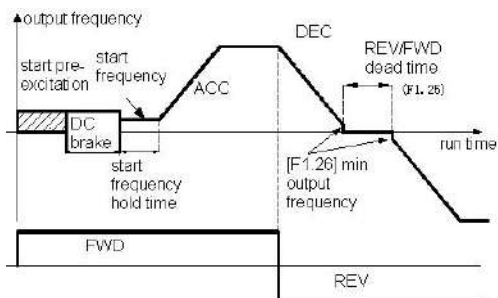 output frequency
start pre-
excitation
start
frequency
ACC
DEC
REV/FWD
dead time
(F1.25)
DC
brake
start
frequency
hold time
[F1.26] min
output
frequency
run time
FWD
REV